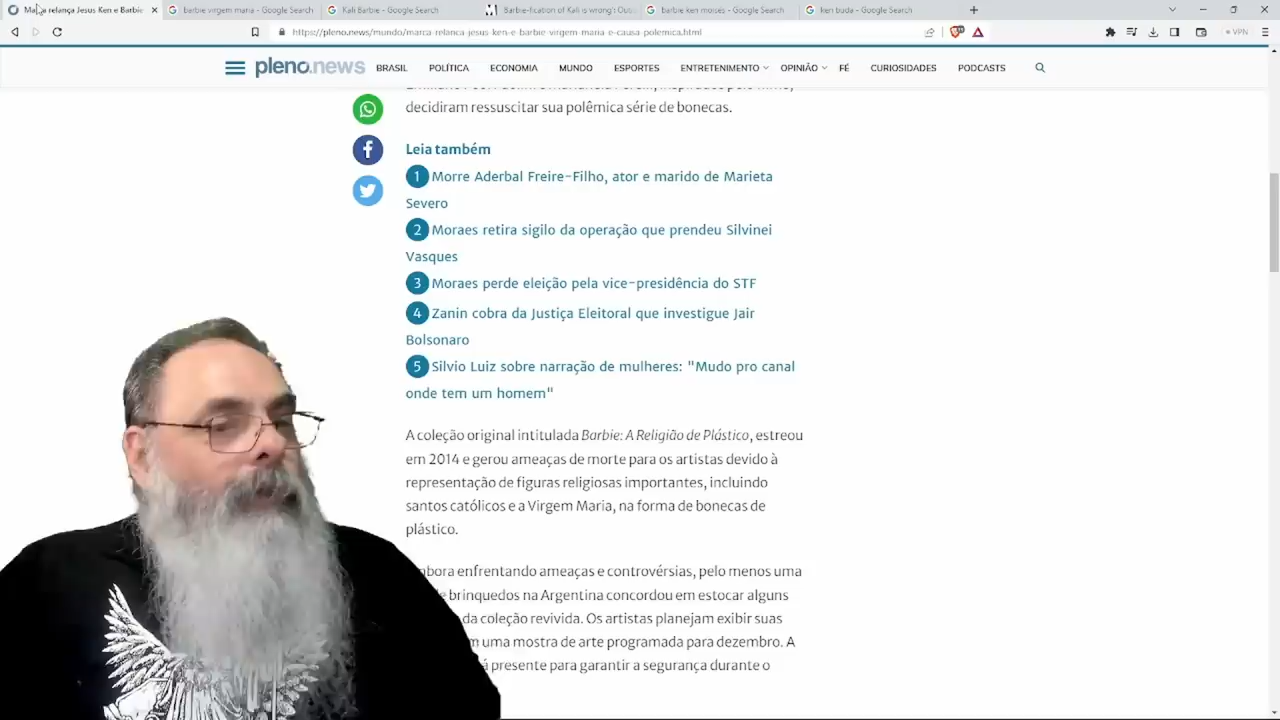 Marca relança Jesus Ken e Barbie
barbie virgem maria - Google Search
Kali Barbie - Google Search
Barbie-fication of Kali is wrong': Out
barbie ken moisés - Google Search
ken buda - Google Search
https://pleno.news/mundo/marca-relanca-jesus-ken-e-barbie-virgem-maria-e-causa-polemica.html
VPN
pleno.news
BRASIL POLÍTICA ECONOMIA MUNDO ESPORTES ENTRETENIMENTO OPINIÃO FÉ CURIOSIDADES PODCASTS
decidiram ressuscitar sua polêmica série de bonecas.
Leia também
1 Morre Aderbal Freire-Filho, ator e marido de Marieta
Severo
2 Moraes retira sigilo da operação que prendeu Silvinei
Vasques
3 Moraes perde eleição pela vice-presidência do STF
4 Zanin cobra da Justiça Eleitoral que investigue Jair
Bolsonaro
5 Silvio Luiz sobre narração de mulheres: "Mudo pro canal
onde tem um homem"
A coleção original intitulada Barbie: A Religião de Plástico, estreou
em 2014 e gerou ameaças de morte para os artistas devido à
representação de figuras religiosas importantes, incluindo
santos católicos e a Virgem Maria, na forma de bonecas de
plástico.
mbora enfrentando ameaças e controvérsias, pelo menos uma
e brinquedos na Argentina concordou em estocar alguns
da coleção revivida. Os artistas planejam exibir suas
m uma mostra de arte programada para dezembro. A
á presente para garantir a segurança durante o